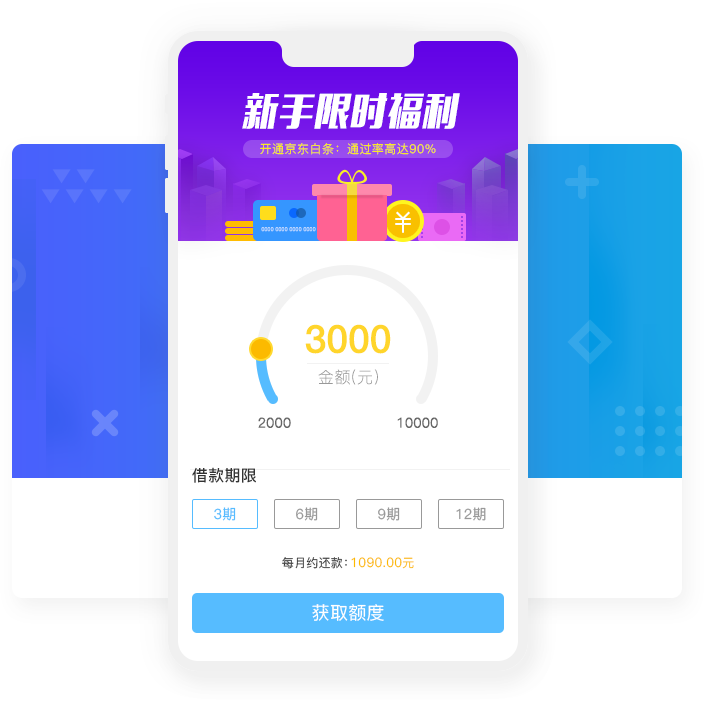 新手限时福利
开通京东白条：通过率高达90%
0000 0000 0000 0000
¥
3000
金额(元)
2000 10000
借款期限
3期 6期 9期 12期
每月约还款：1090.00元
获取额度